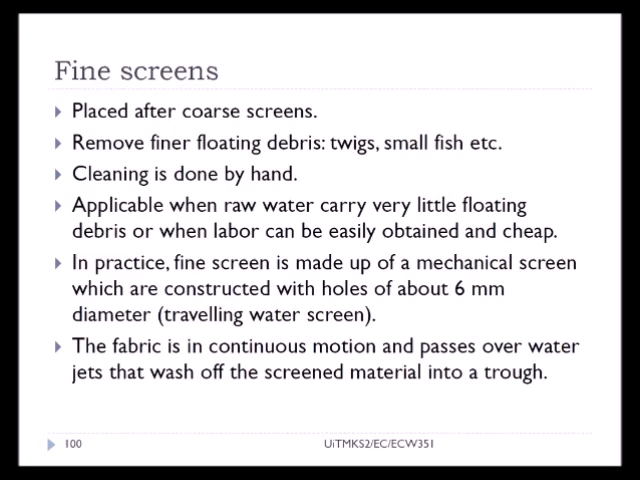 Fine screens
Placed after coarse screens.
Remove finer floating debris: twigs, small fish etc.
Cleaning is done by hand.
Applicable when raw water carry very little floating
debris or when labor can be easily obtained and cheap.
In practice, fine screen is made up of a mechanical screen
which are constructed with holes of about 6 mm
diameter (travelling water screen).
The fabric is in continuous motion and passes over water
jets that wash off the screened material into a trough.
100
UiTMKS2/EC/ECW351